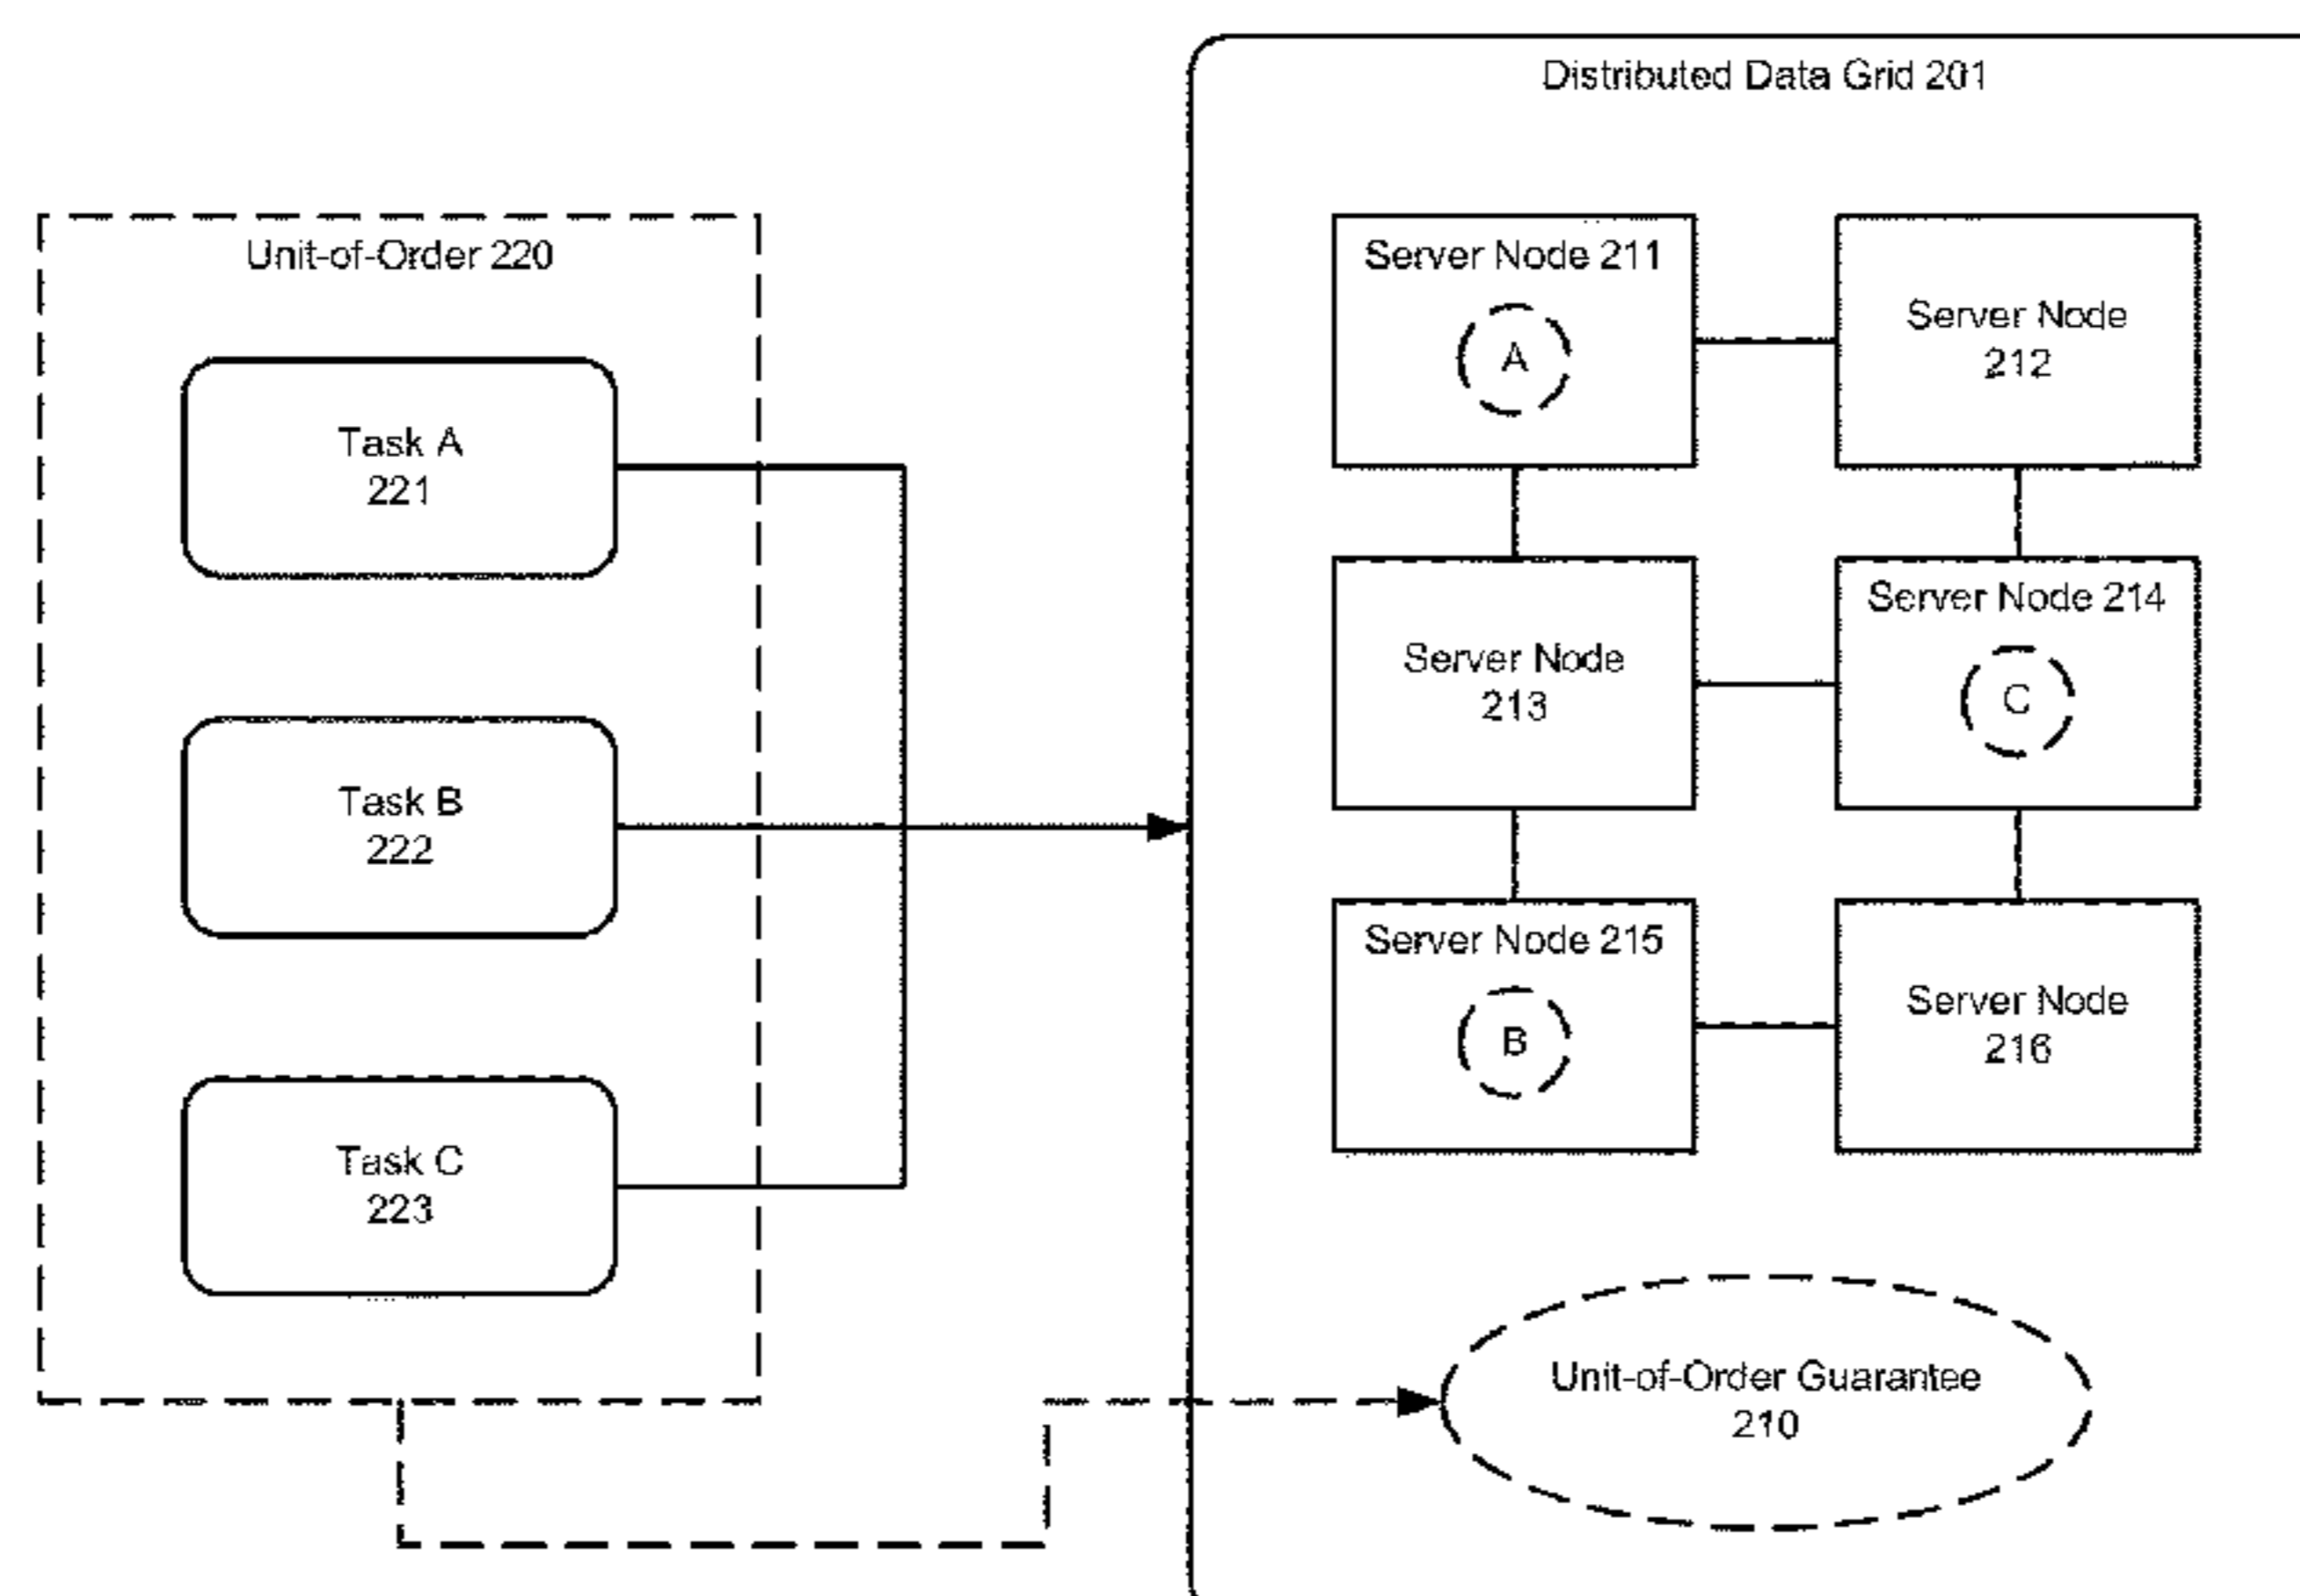 Distributed Data Grid 201
Unit-of-Order 220
Task A
221
Task B
222
Task C
223
Server Node 211
A
Server Node
212
Server Node
213
Server Node 214
C
Server Node 215
B
Server Node
216
Unit-of-Order Guarantee
210